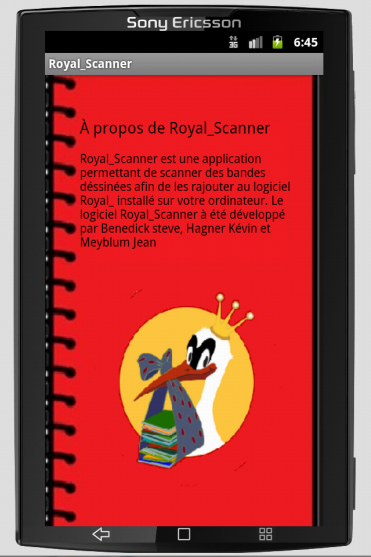 Sony Ericsson
3G 6:45
Royal_Scanner
À propos de Royal_Scanner
Royal_Scanner est une application
permettant de scanner des bandes
déssinées afin de les rajouter au logiciel
Royal_ installé sur votre ordinateur. Le
logiciel Royal_Scanner à été développé
par Benedick steve, Hagner Kévin et
Meyblum Jean